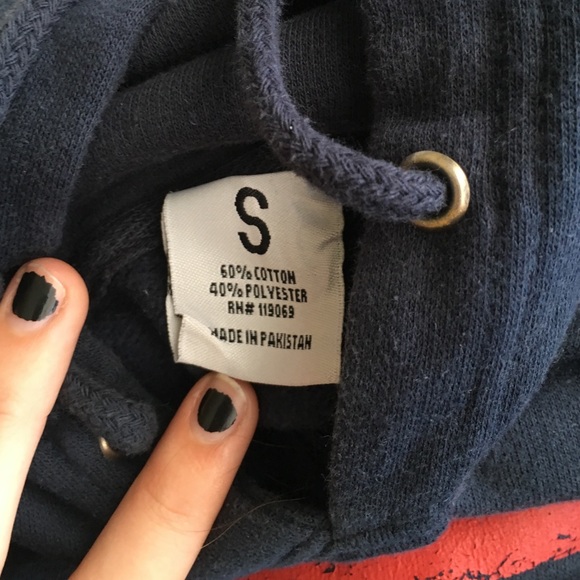 S
60% COTTON
40% POLYESTER
RN# 119069
MADE IN PAKISTAN